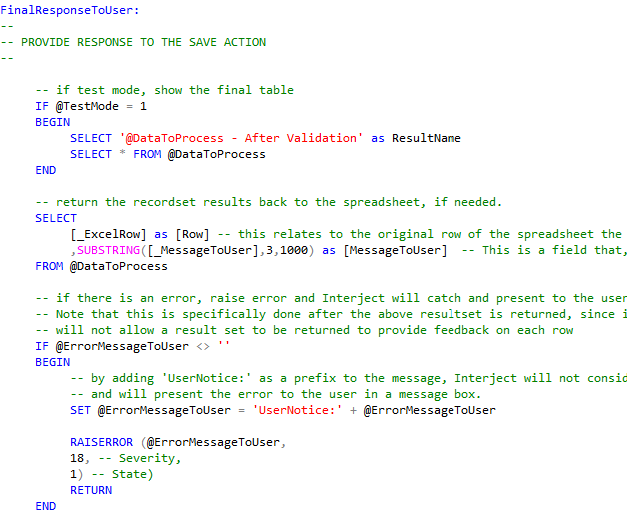 FinalResponseToUser:
--
-- PROVIDE RESPONSE TO THE SAVE ACTION
--
-- if test mode, show the final table
IF @TestMode = 1
BEGIN
SELECT '@DataToProcess - After Validation' as ResultName
SELECT * FROM @DataToProcess
END
-- return the recordset results back to the spreadsheet, if needed.
SELECT
[_ExcelRow] as [Row] -- this relates to the original row of the spreadsheet the
,SUBSTRING([_MessageToUser],3,1000) as [MessageToUser] -- This is a field that,
FROM @DataToProcess
-- if there is an error, raise error and Interject will catch and present to the user
-- Note that this is specifically done after the above resultset is returned, since i
-- will not allow a result set to be returned to provide feedback on each row
IF @ErrorMessageToUser <> ''
BEGIN
-- by adding 'UserNotice:' as a prefix to the message, Interject will not consid
-- and will present the error to the user in a message box.
SET @ErrorMessageToUser = 'UserNotice:' + @ErrorMessageToUser
RAISERROR (@ErrorMessageToUser,
18, -- Severity,
1) -- State)
RETURN
END